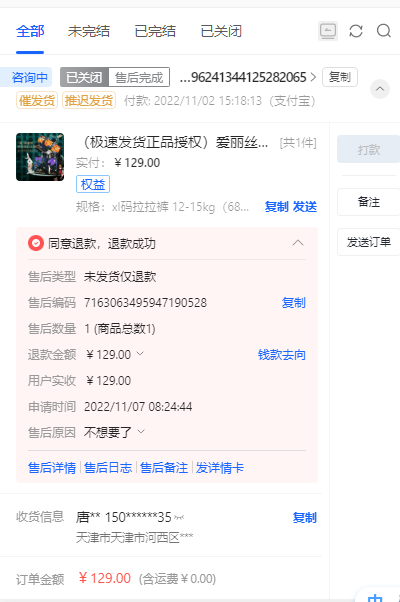 全部 未完结 已完结 已关闭
咨询中 已关闭 售后完成 ...96241344125282065 复制
催发货 推迟发货 付款: 2022/11/02 15:18:13（支付宝）
（极速发货正品授权）爱丽丝... [共1件] 打款
实付：￥129.00
权益
规格：xl码拉拉裤 12-15kg（68... 复制 发送 备注
发送订单
同意退款，退款成功
售后类型 未发货仅退款
售后编码 7163063495947190528 复制
售后数量 1 (商品总数1)
退款金额 ￥129.00 钱款去向
用户实收 ￥129.00
申请时间 2022/11/07 08:24:44
售后原因 不想要了
售后详情 售后日志 售后备注 发详情卡
收货信息 唐** 150******35 复制
天津市天津市河西区***
订单金额 ￥129.00 (含运费￥0.00)